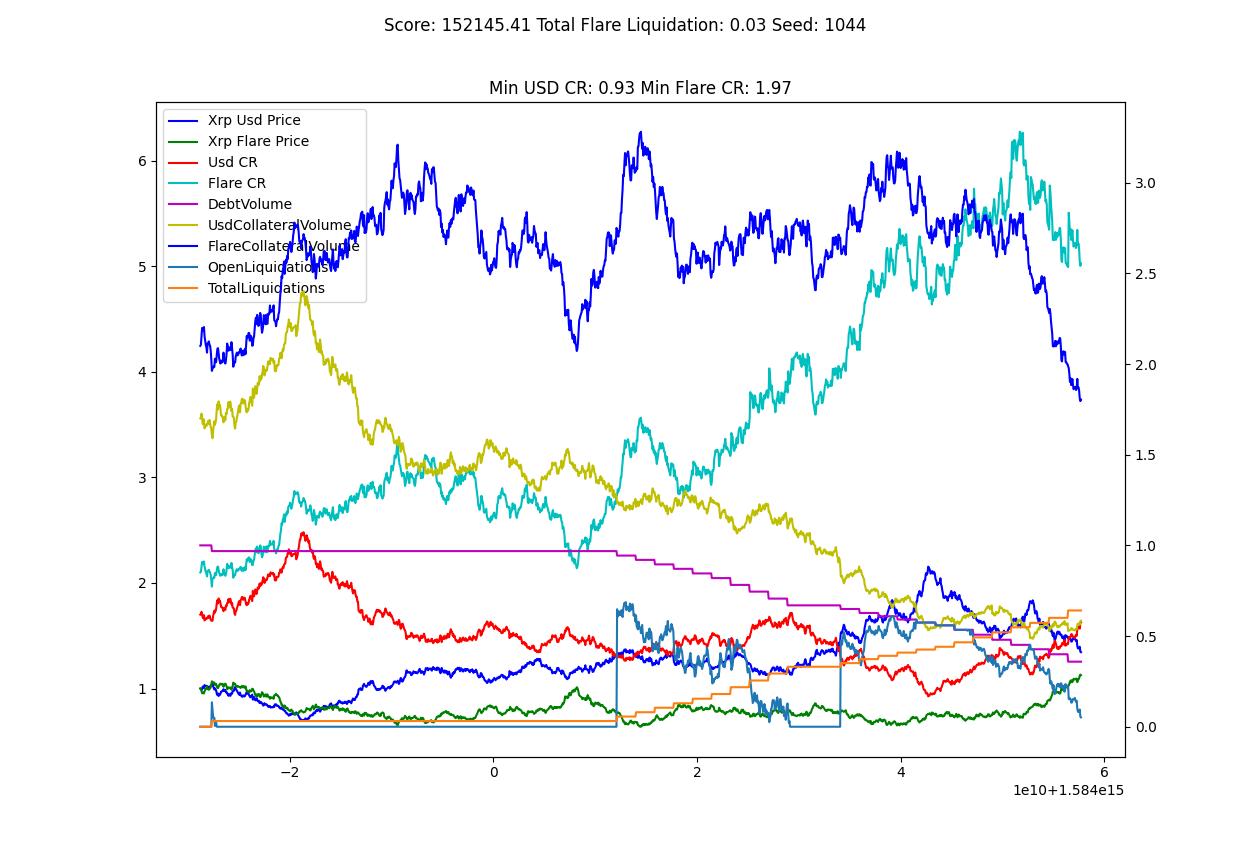 Score: 152145.41 Total Flare Liquidation: 0.03 Seed: 1044
Min USD CR: 0.93 Min Flare CR: 1.97
Xrp Usd Price
Xrp Flare Price
Usd CR
Flare CR
DebtVolume
UsdCollateralVolume
FlareCollateralVolume
OpenLiquidations
TotalLiquidations
6
5
4
3
2
1
3.0
2.5
2.0
1.5
1.0
0.5
0.0
−2
0
2
4
6
1e10+1.584e15